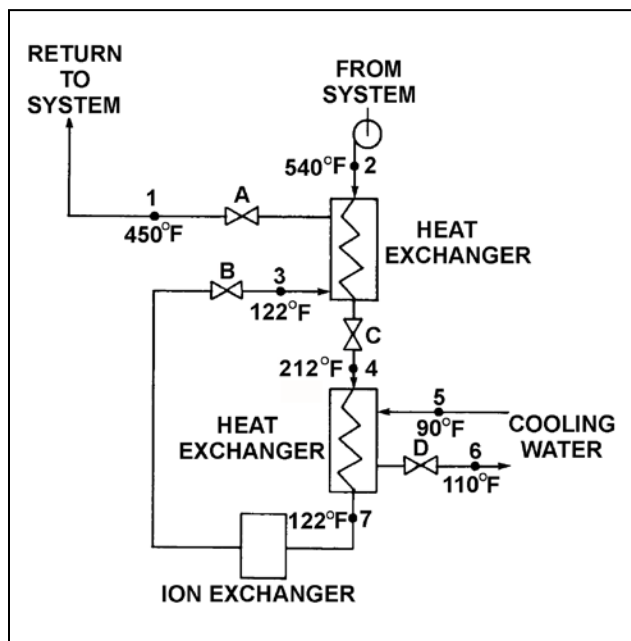 RETURN
TO
SYSTEM
FROM
SYSTEM
540°F 2
1
A
450°F
HEAT
EXCHANGER
B
3
122°F
C
212°F 4
HEAT
EXCHANGER
5
90°F
COOLING
WATER
D
6
110°F
122°F 7
ION EXCHANGER